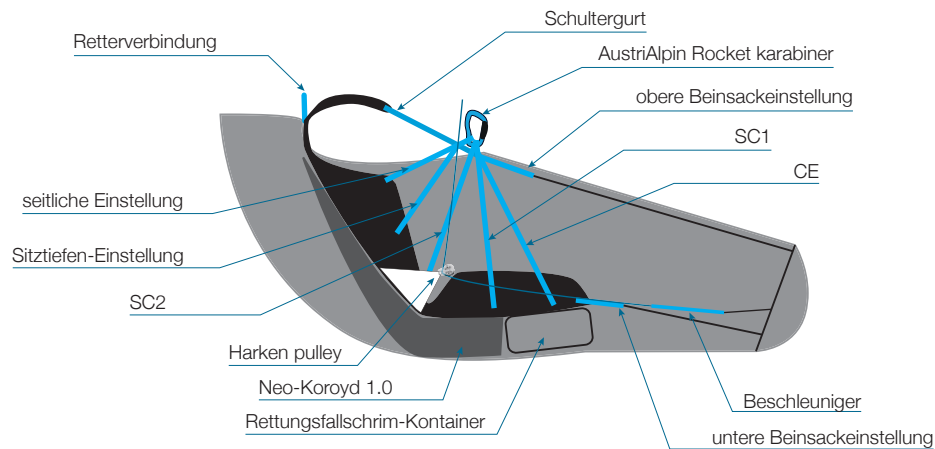 Schultergurt
Retterverbindung
AustriAlpin Rocket karabiner
obere Beinsackeinstellung
SC1
CE
seitliche Einstellung
Sitztiefen-Einstellung
SC2
Harken pulley
Neo-Koroyd 1.0
Rettungsfallschrim-Kontainer
Beschleuniger
untere Beinsackeinstellung